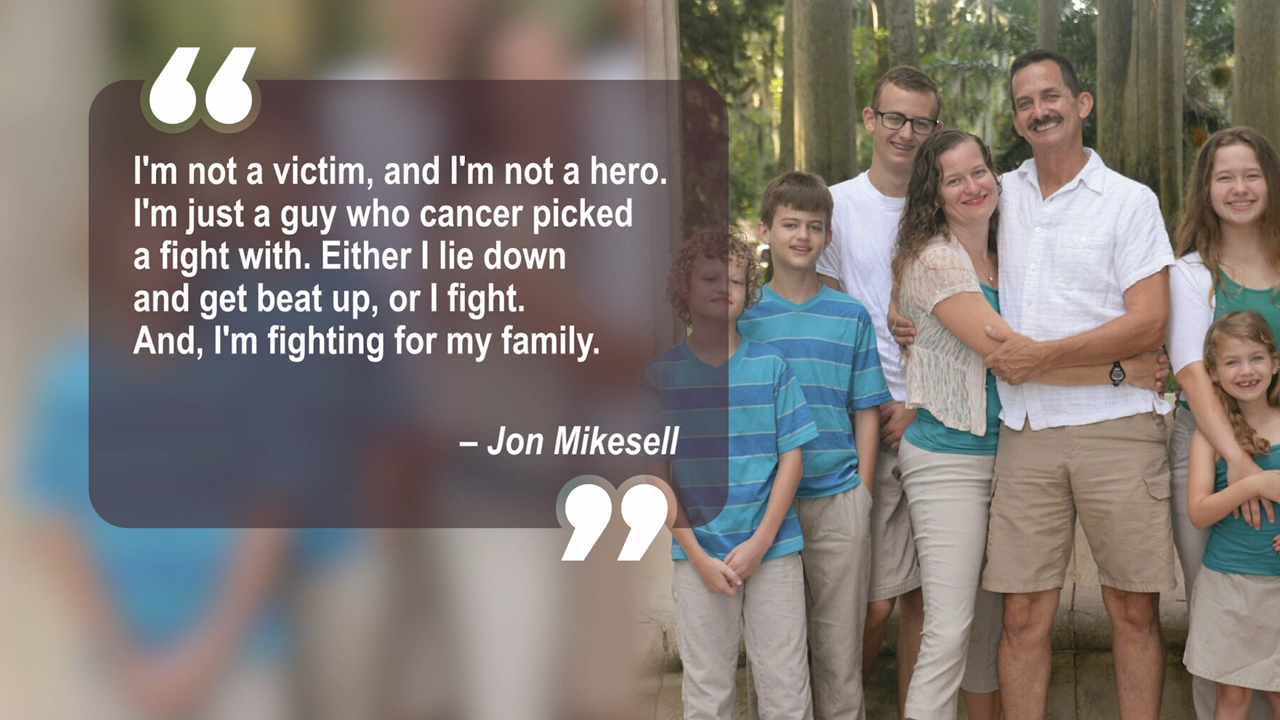 “
I'm not a victim, and I'm not a hero.
I'm just a guy who cancer picked
a fight with. Either I lie down
and get beat up, or I fight.
And, I'm fighting for my family.
– Jon Mikesell
”